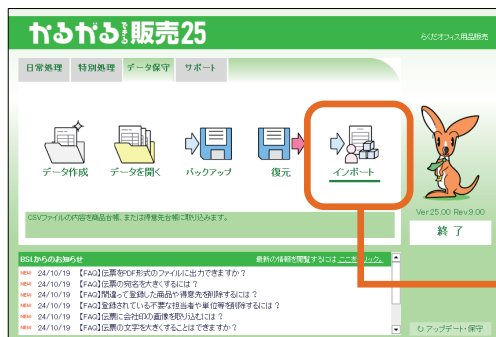 かるがるできる販売25
らくだオフィス用品販売
日常処理 特別処理 データ保守 サポート
データ作成 データを開く バックアップ 復元 インポート
CSVファイルの内容を商品台帳、または得意先台帳に取り込みます。
Ver.25.00 Rev.9.00
終了
BSLからのお知らせ 最新の情報を閲覧するには ここをクリック。
NEW 24/10/19 【FAQ】伝票をPDF形式のファイルに出力できますか?
NEW 24/10/19 【FAQ】伝票の宛名を大きくするには?
NEW 24/10/19 【FAQ】間違って登録した商品や得意先を削除するには?
NEW 24/10/19 【FAQ】登録されている不要な担当者や単位等を削除するには?
NEW 24/10/19 【FAQ】伝票に会社印の画像を取り込むには?
NEW 24/10/19 【FAQ】伝票の文字を大きくすることはできますか?
アップデート・保守